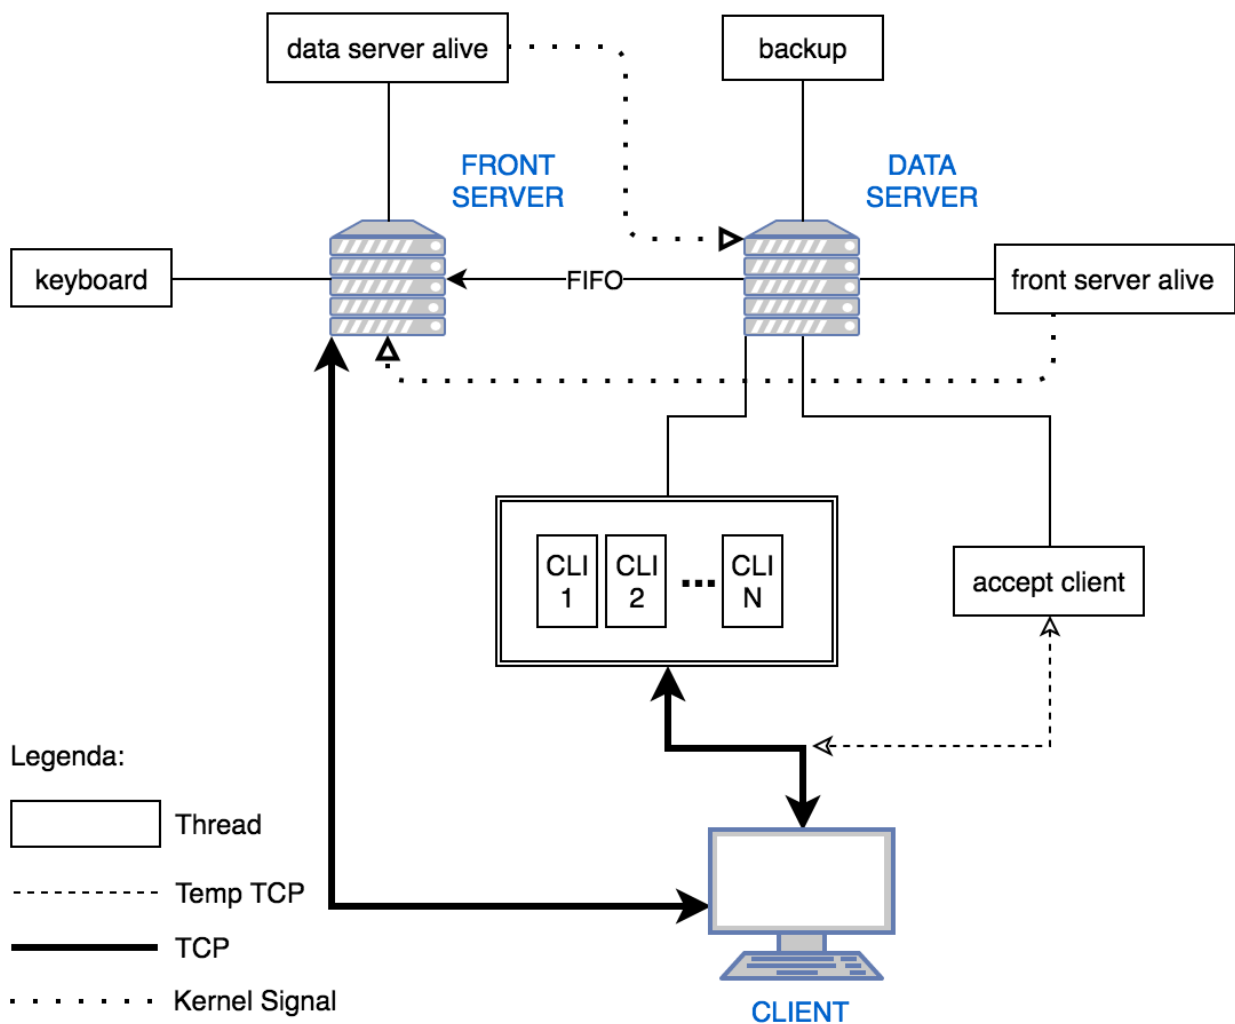 data server alive
backup
FRONT
SERVER
DATA
SERVER
keyboard
FIFO
front server alive
CLI
1
CLI
2
...
CLI
N
accept client
Legenda:
Thread
Temp TCP
TCP
Kernel Signal
CLIENT